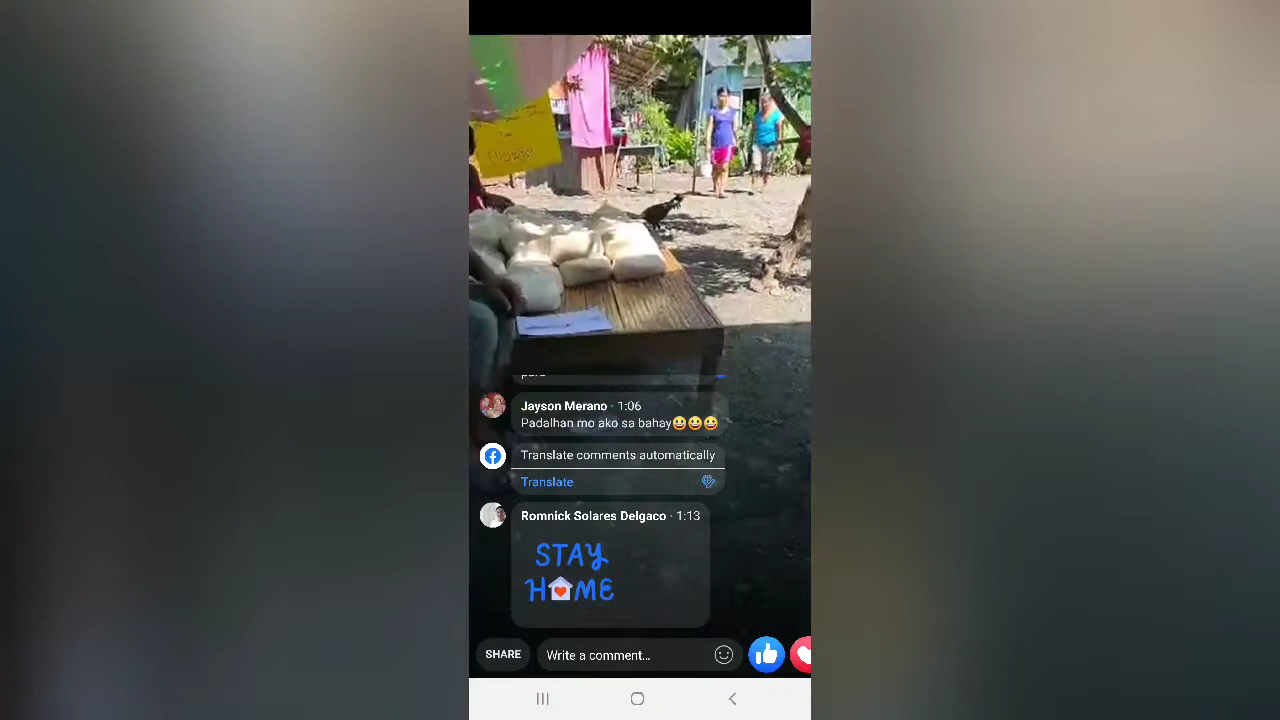 Jayson Merano · 1:06
Padalhan mo ako sa bahay😀😀😀
Translate comments automatically
Translate
Romnick Solares Delgaco · 1:13
STAY
HOME
SHARE
Write a comment...